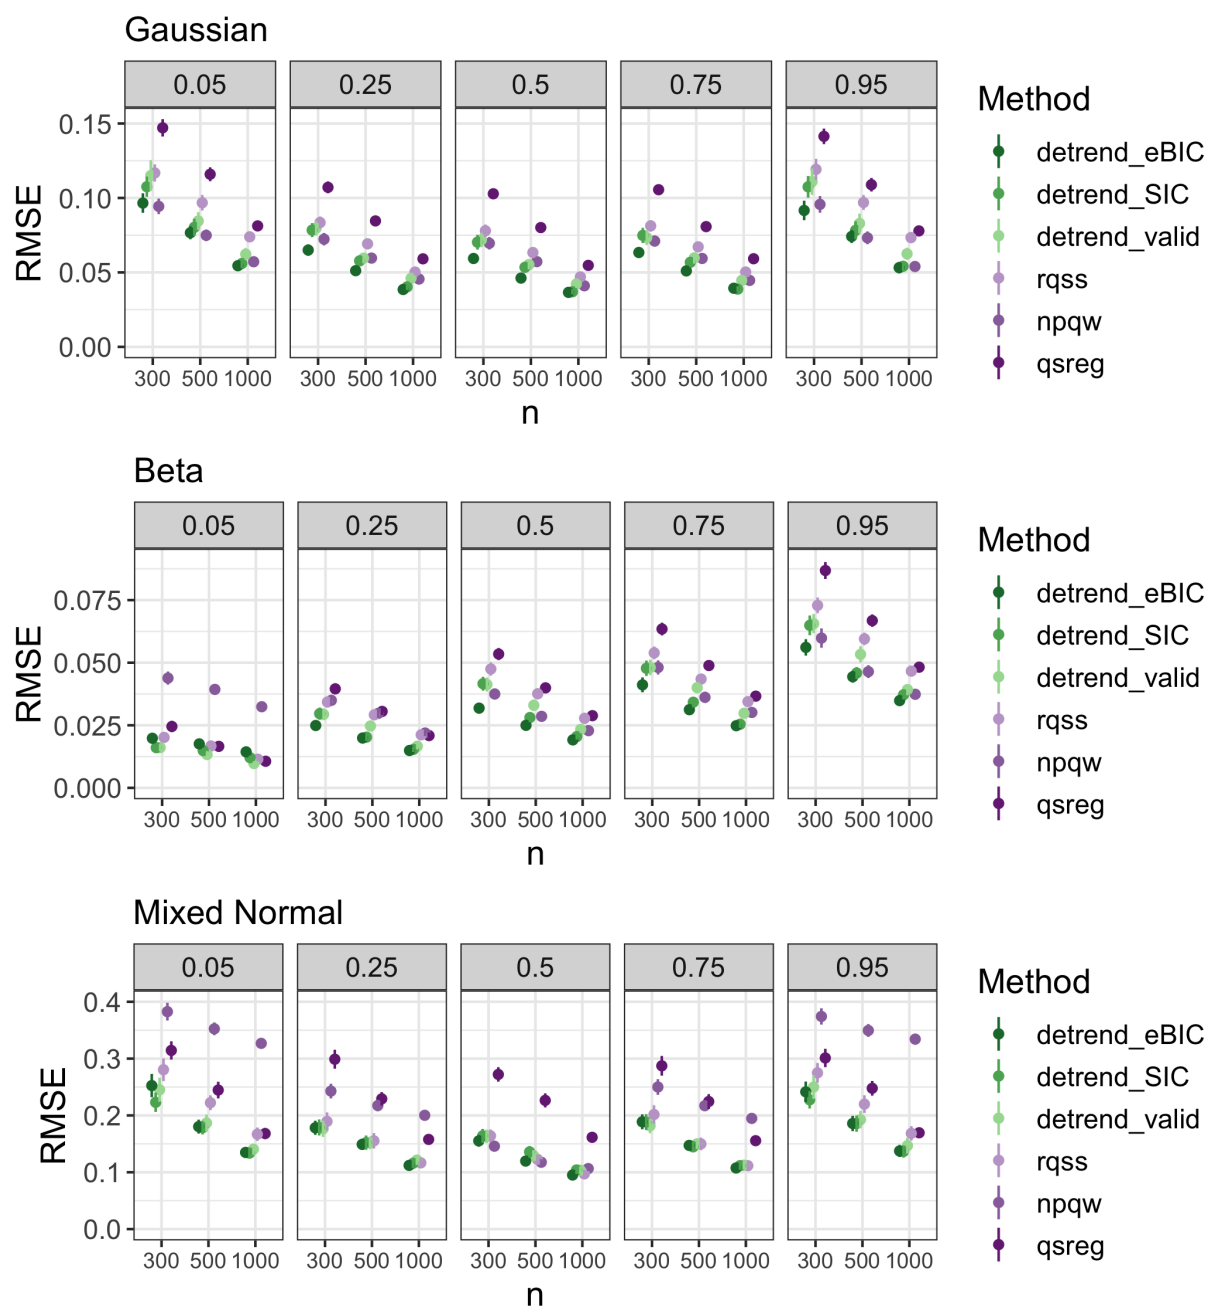 Gaussian
0.05 0.25 0.5 0.75 0.95
RMSE
0.15
0.10
0.05
0.00
300 500 1000 300 500 1000 300 500 1000 300 500 1000 300 500 1000
n
Method
detrend_eBIC
detrend_SIC
detrend_valid
rqss
npqw
qsreg
Beta
0.05 0.25 0.5 0.75 0.95
RMSE
0.075
0.050
0.025
0.000
300 500 1000 300 500 1000 300 500 1000 300 500 1000 300 500 1000
n
Method
detrend_eBIC
detrend_SIC
detrend_valid
rqss
npqw
qsreg
Mixed Normal
0.05 0.25 0.5 0.75 0.95
RMSE
0.4
0.3
0.2
0.1
0.0
300 500 1000 300 500 1000 300 500 1000 300 500 1000 300 500 1000
n
Method
detrend_eBIC
detrend_SIC
detrend_valid
rqss
npqw
qsreg